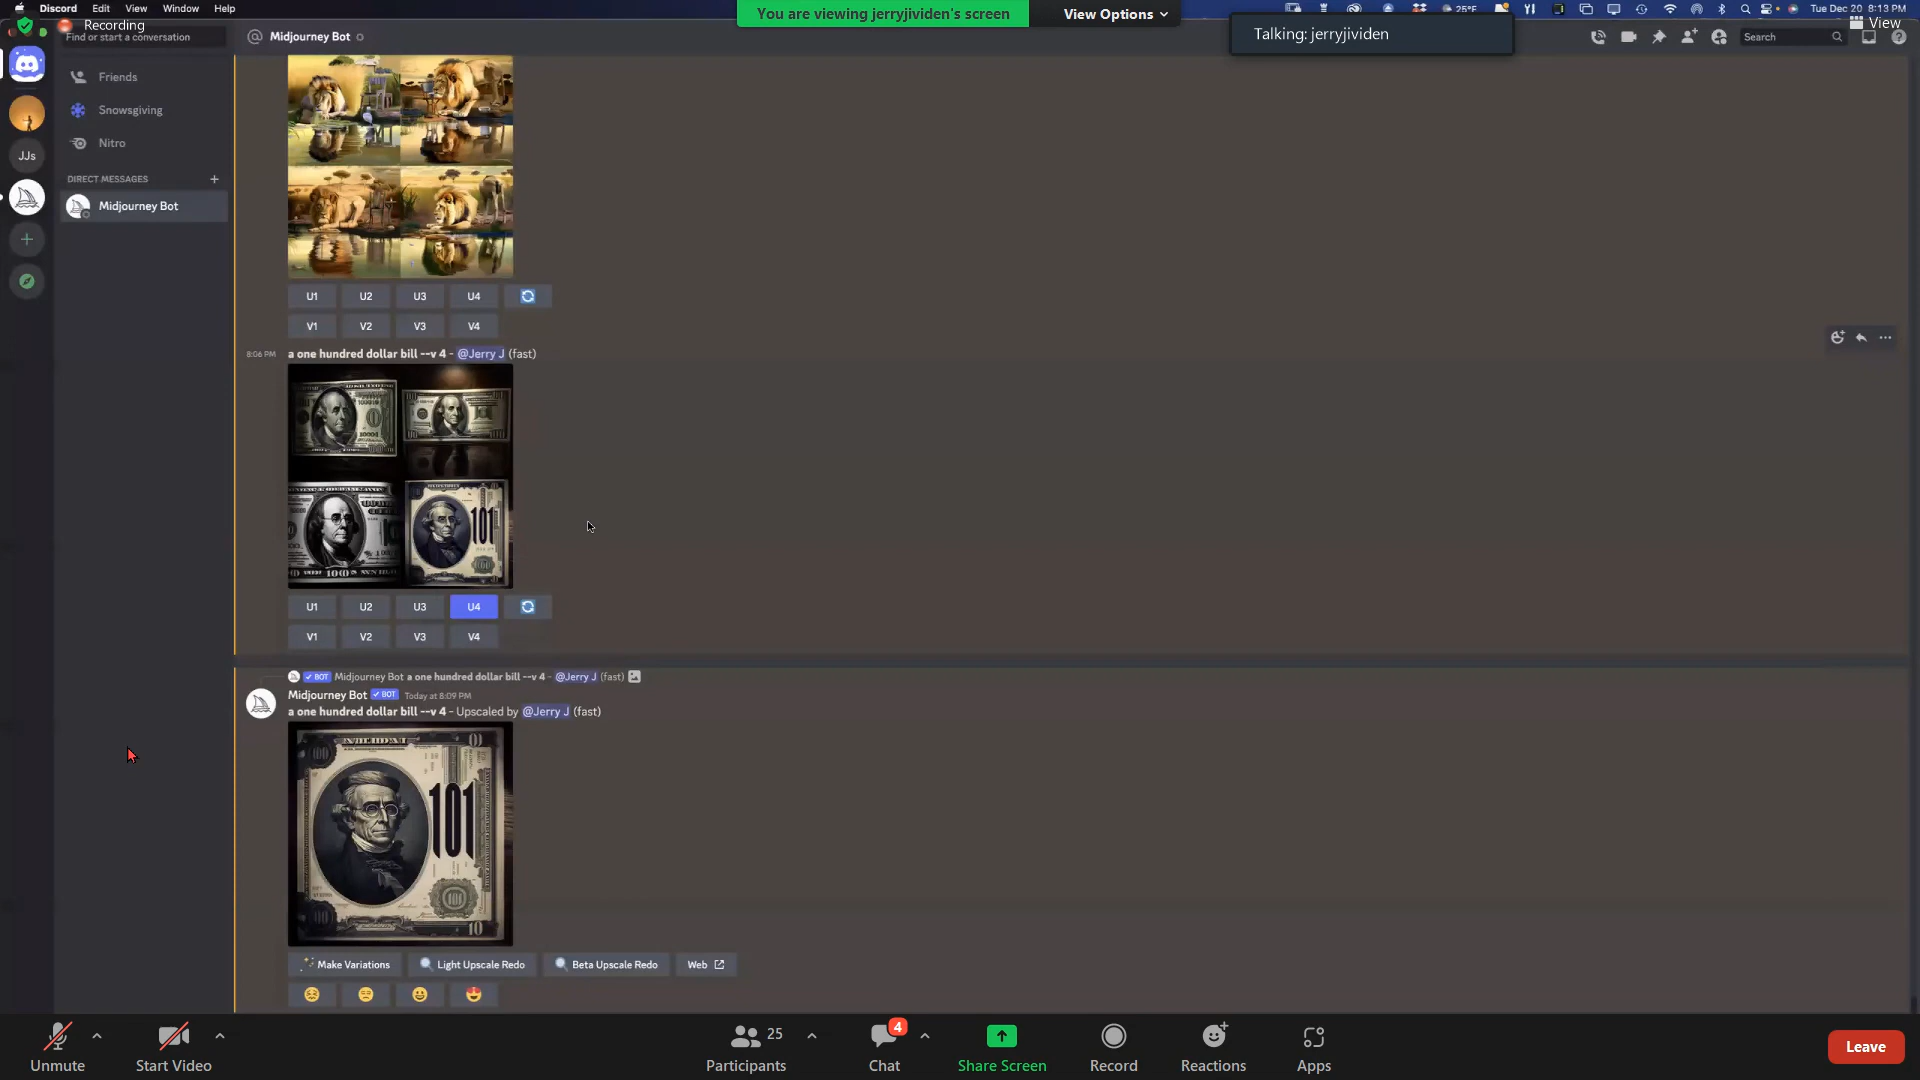 Discord Edit View Window Help
You are viewing jerryjividen's screen View Options
25°F Tue Dec 20 8:13 PM
Recording
View
Talking: jerryjividen
Find or start a conversation
Midjourney Bot
Search
Friends
Snowsgiving
Nitro
JJs
DIRECT MESSAGES +
Midjourney Bot
U1 U2 U3 U4
V1 V2 V3 V4
8:06 PM a one hundred dollar bill --v 4 - @Jerry J (fast)
101
U1 U2 U3 U4
V1 V2 V3 V4
BOT Midjourney Bot a one hundred dollar bill --v 4 - @Jerry J (fast)
Midjourney Bot BOT Today at 8:09 PM
a one hundred dollar bill --v 4 - Upscaled by @Jerry J (fast)
101
10
Make Variations Light Upscale Redo Beta Upscale Redo Web
25 4
Unmute Start Video Participants Chat Share Screen Record Reactions Apps Leave